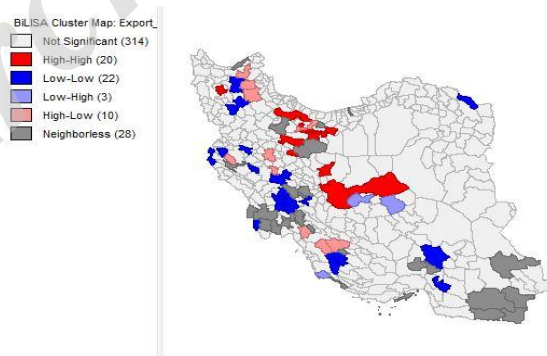 BiLISA Cluster Map: Export_
Not Significant (314)
High-High (20)
Low-Low (22)
Low-High (3)
High-Low (10)
Neighborless (28)